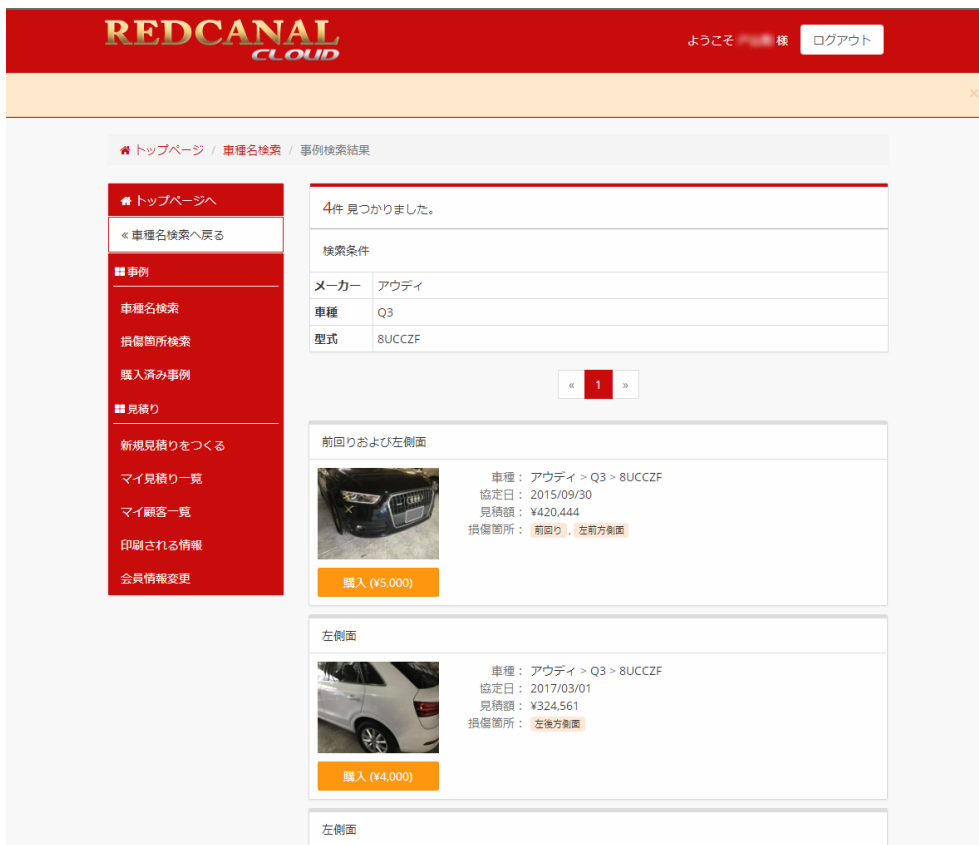 REDCANAL
CLOUD
ようこそ 様 ログアウト
×
トップページ / 車種名検索 / 事例検索結果
トップページへ
« 車種名検索へ戻る
事例
車種名検索
損傷箇所検索
購入済み事例
見積り
新規見積りをつくる
マイ見積り一覧
マイ顧客一覧
印刷される情報
会員情報変更
4件 見つかりました。
検索条件
メーカー アウディ
車種 Q3
型式 8UCCZF
« 1 »
前回りおよび左側面
車種： アウディ > Q3 > 8UCCZF
協定日： 2015/09/30
見積額： ¥420,444
損傷箇所： 前回り , 左前方側面
購入 (¥5,000)
左側面
車種： アウディ > Q3 > 8UCCZF
協定日： 2017/03/01
見積額： ¥324,561
損傷箇所： 左後方側面
購入 (¥4,000)
左側面